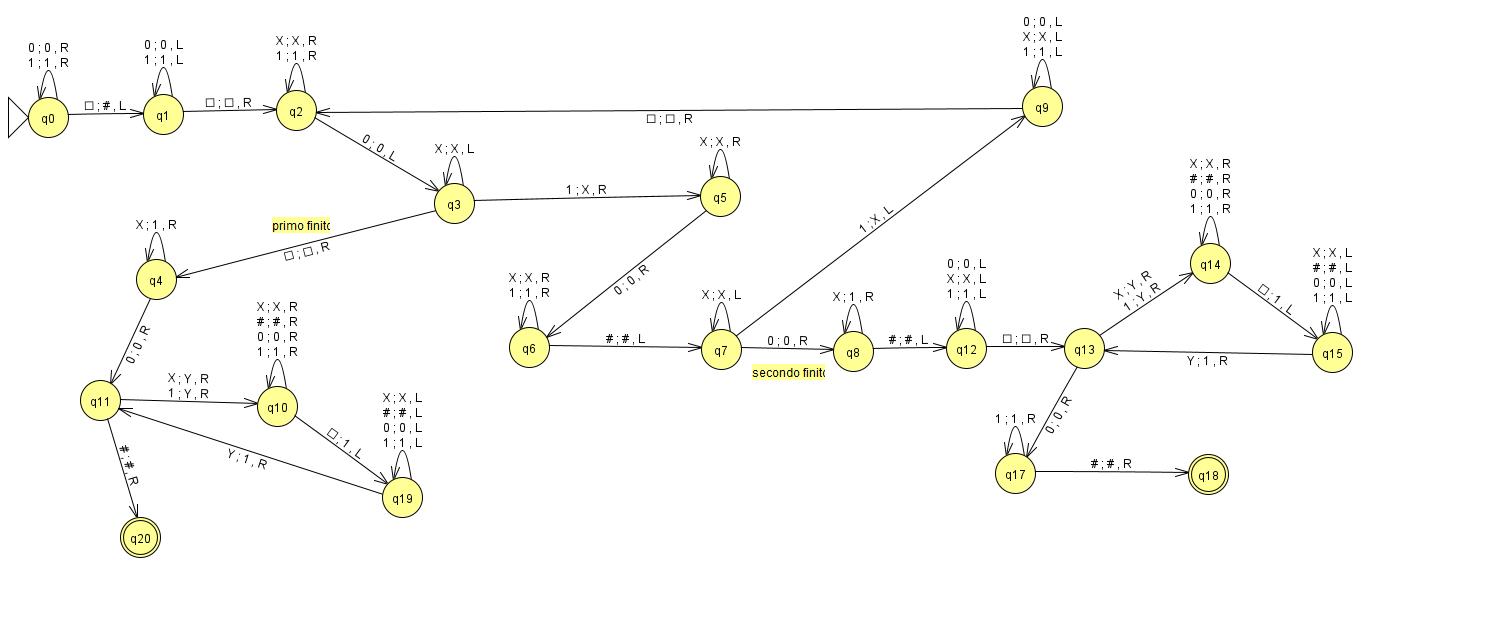 0 ; 0 , R
1 ; 1 , R
q0
□ ; # , L
0 ; 0 , L
1 ; 1 , L
q1
□ ; □ , R
X ; X , R
1 ; 1 , R
q2
0 ; 0 , L
X ; X , L
1 ; 1 , L
q9
□ ; □ , R
0 ; 0 , L
X ; X , L
q3
1 ; X , R
X ; X , R
q5
primo finito
□ ; □ , R
X ; 1 , R
q4
0 ; 0 , R
1 ; X , L
0 ; 0 , R
X ; X , R
1 ; 1 , R
q6
# ; # , L
X ; X , L
q7
0 ; 0 , R
secondo finito
X ; 1 , R
q8
# ; # , L
0 ; 0 , L
X ; X , L
1 ; 1 , L
q12
□ ; □ , R
q13
X ; Y , R
1 ; Y , R
X ; X , R
# ; # , R
0 ; 0 , R
1 ; 1 , R
q14
□ ; 1 , L
X ; X , L
# ; # , L
0 ; 0 , L
1 ; 1 , L
q15
Y ; 1 , R
q11
X ; Y , R
1 ; Y , R
X ; X , R
# ; # , R
0 ; 0 , R
1 ; 1 , R
q10
□ ; 1 , L
X ; X , L
# ; # , L
0 ; 0 , L
1 ; 1 , L
q19
Y ; 1 , R
# ; # , R
q20
0 ; 0 , R
1 ; 1 , R
q17
# ; # , R
q18